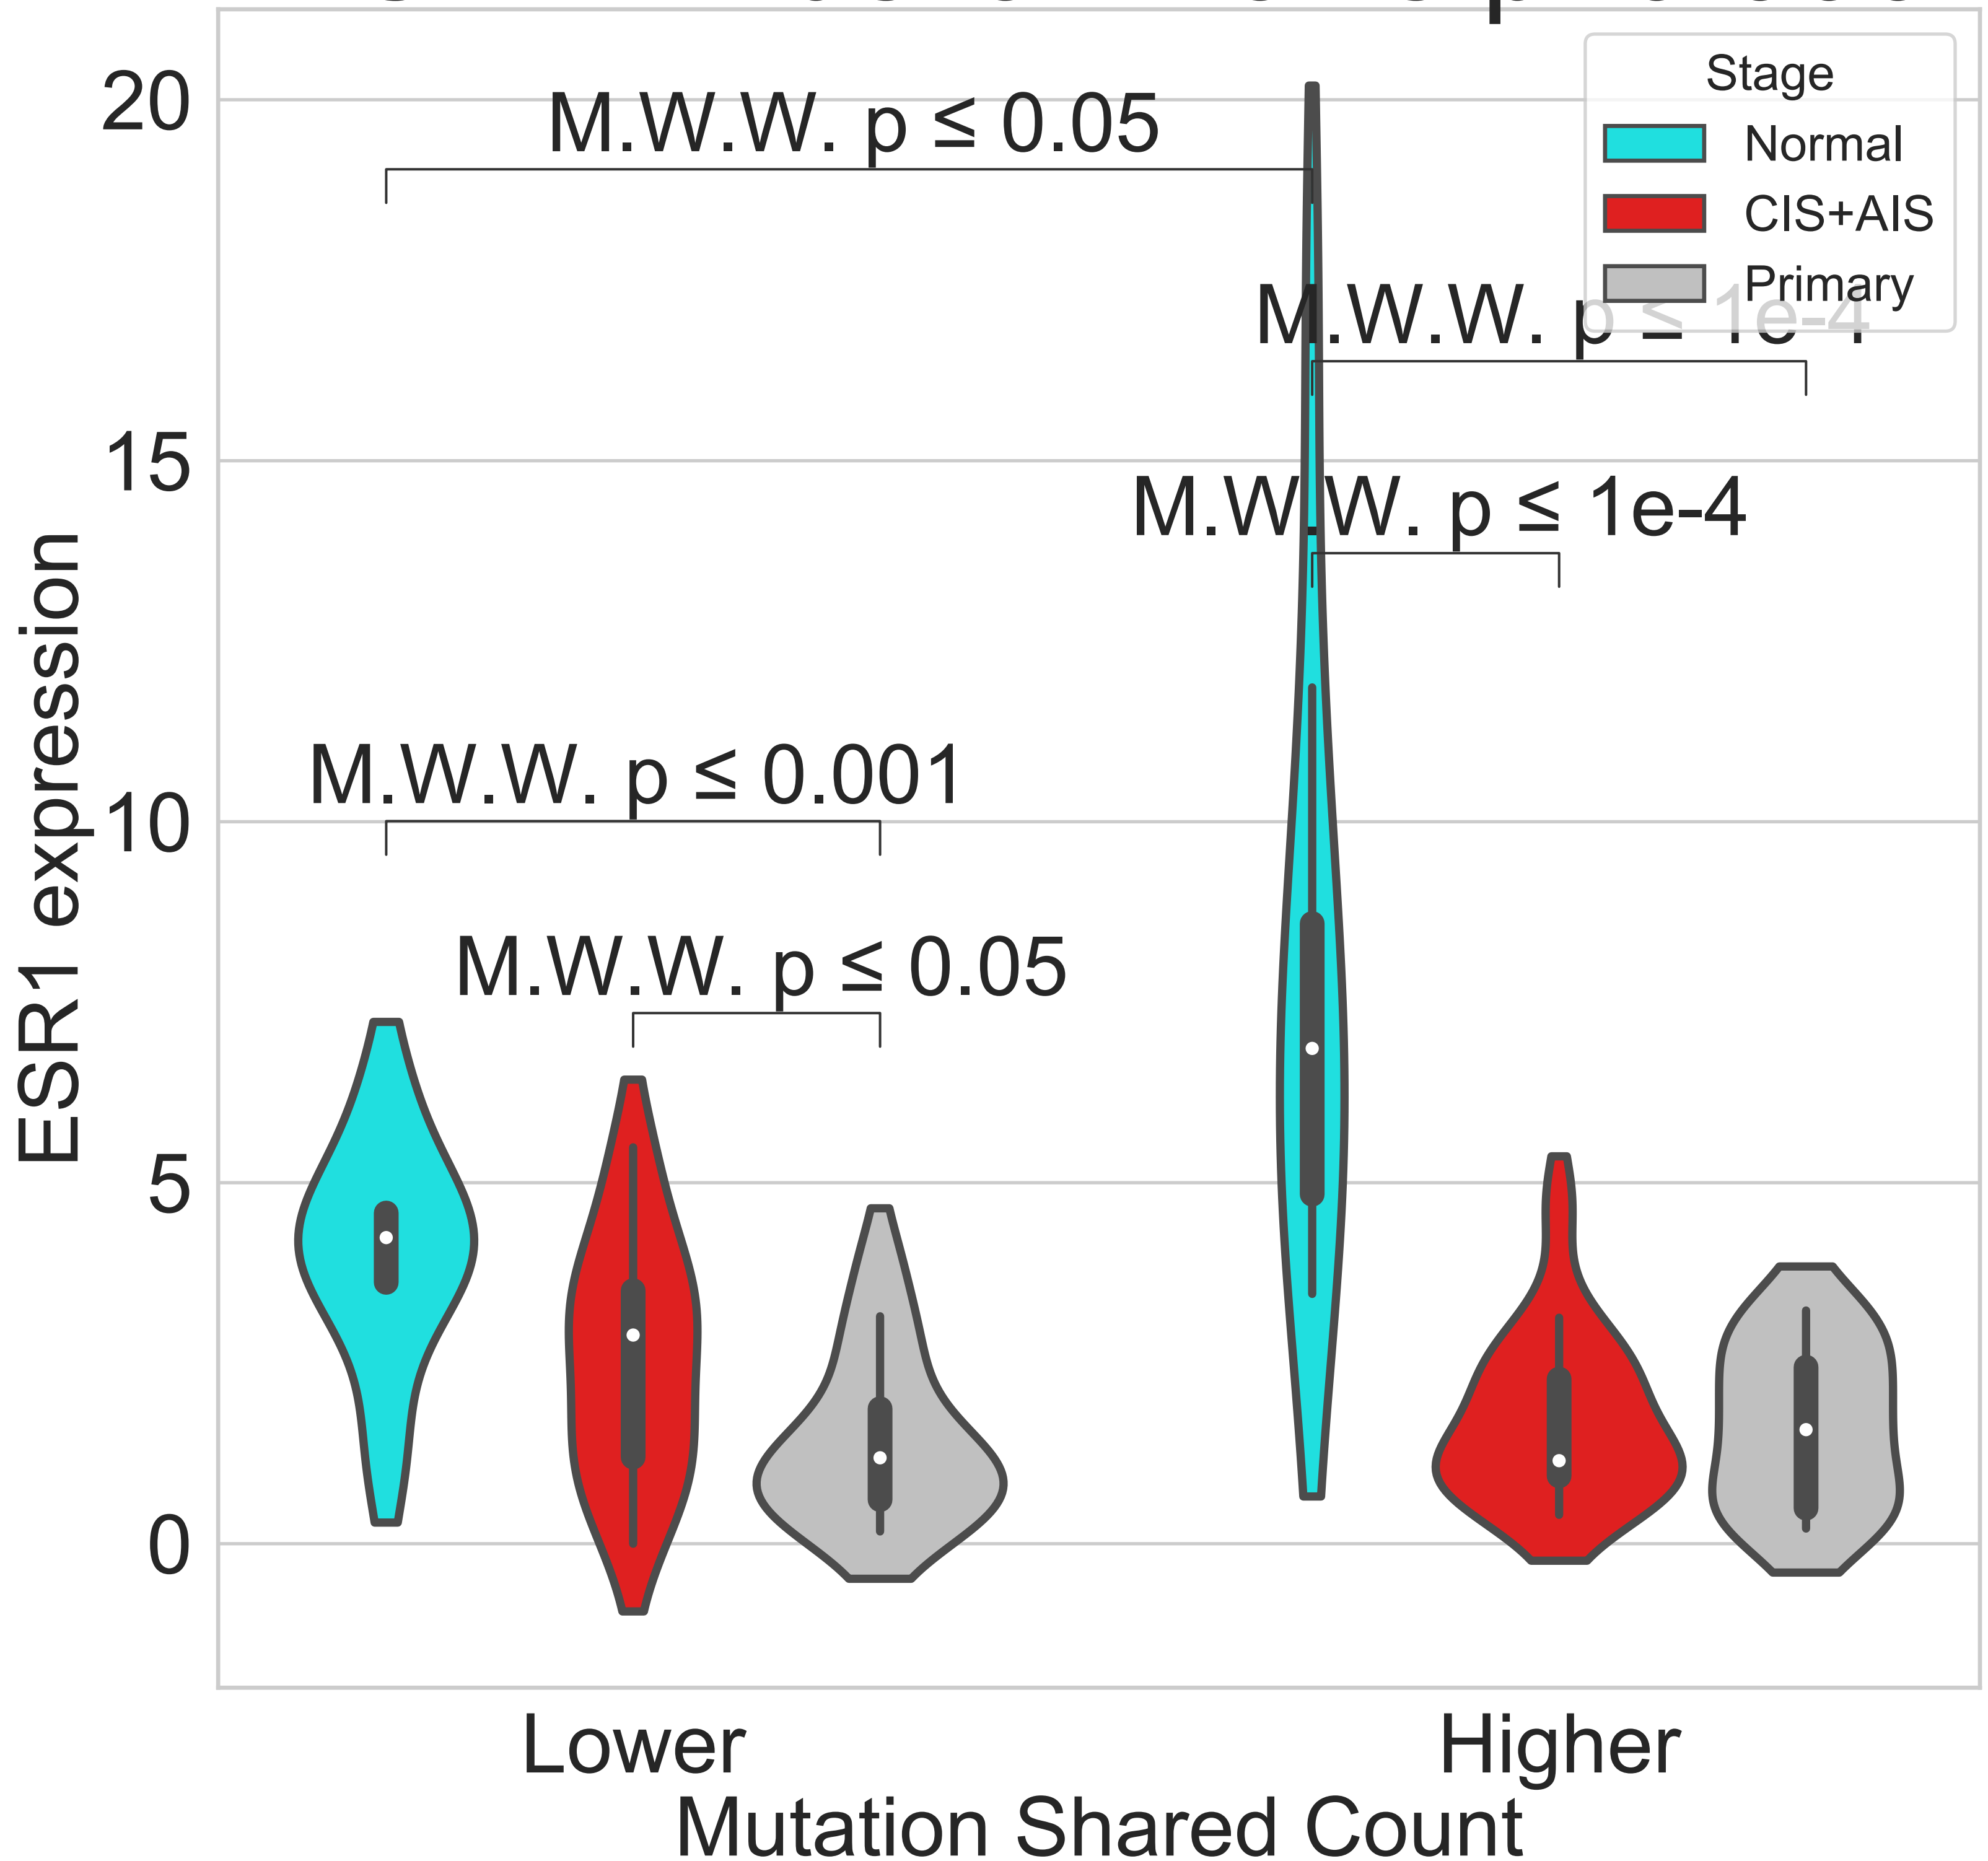 20
15
10
5
0
ESR1 expression
M.W.W. p ≤ 0.05
Stage
Normal
CIS+AIS
Primary
M.W.W. p ≤ 1e-4
M.W.W. p ≤ 1e-4
M.W.W. p ≤ 0.001
M.W.W. p ≤ 0.05
Lower
Higher
Mutation Shared Count